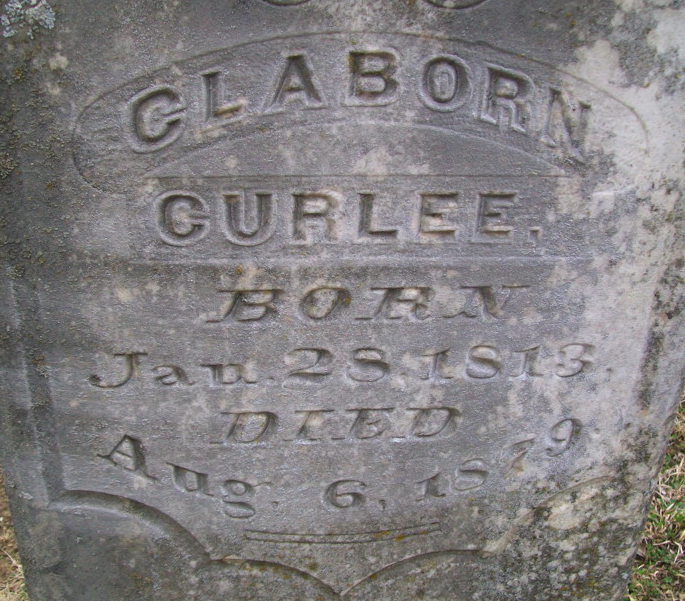 CLABORN
CURLEE.
BORN
Jan. 28, 1813.
DIED
Aug. 6, 1879.